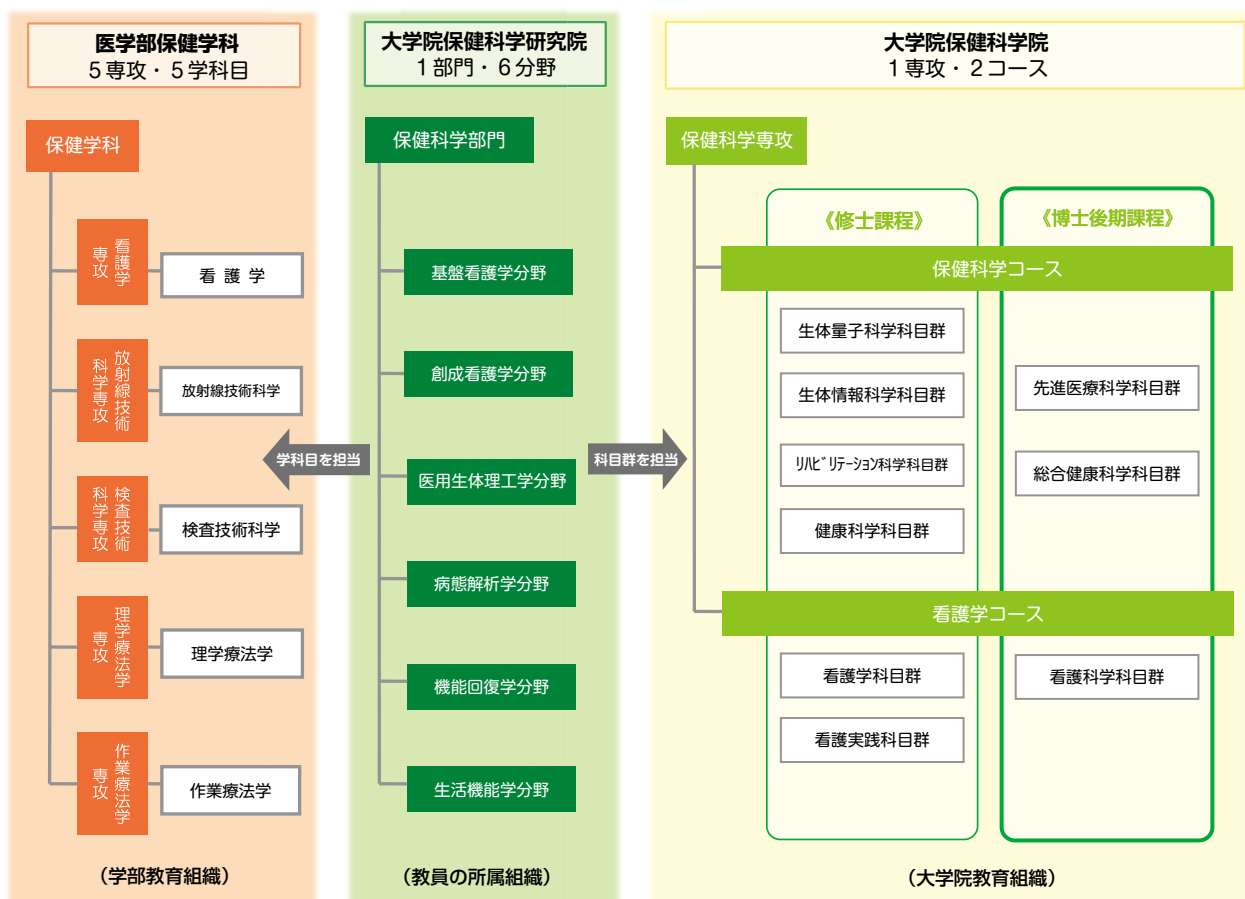 医学部保健学科
5専攻・5学科目
保健学科
看護学
専攻
看護学
放射線技術
科学専攻
放射線技術科学
検査技術
科学専攻
検査技術科学
理学療法学
専攻
理学療法学
作業療法学
専攻
作業療法学
(学部教育組織)
学科目を担当
大学院保健科学研究院
1部門・6分野
保健科学部門
基盤看護学分野
創成看護学分野
医用生体理工学分野
病態解析学分野
機能回復学分野
生活機能学分野
(教員の所属組織)
科目群を担当
大学院保健科学院
1専攻・2コース
保健科学専攻
《修士課程》
《博士後期課程》
保健科学コース
生体量子科学科目群
生体情報科学科目群
リハビリテーション科学科目群
健康科学科目群
先進医療科学科目群
総合健康科学科目群
看護学コース
看護学科目群
看護実践科目群
看護科学科目群
(大学院教育組織)